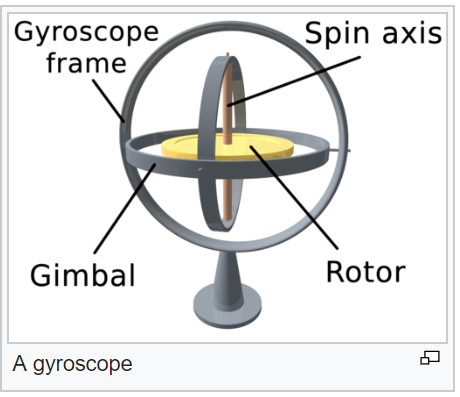 Gyroscope
frame
Spin axis
Gimbal
Rotor
A gyroscope